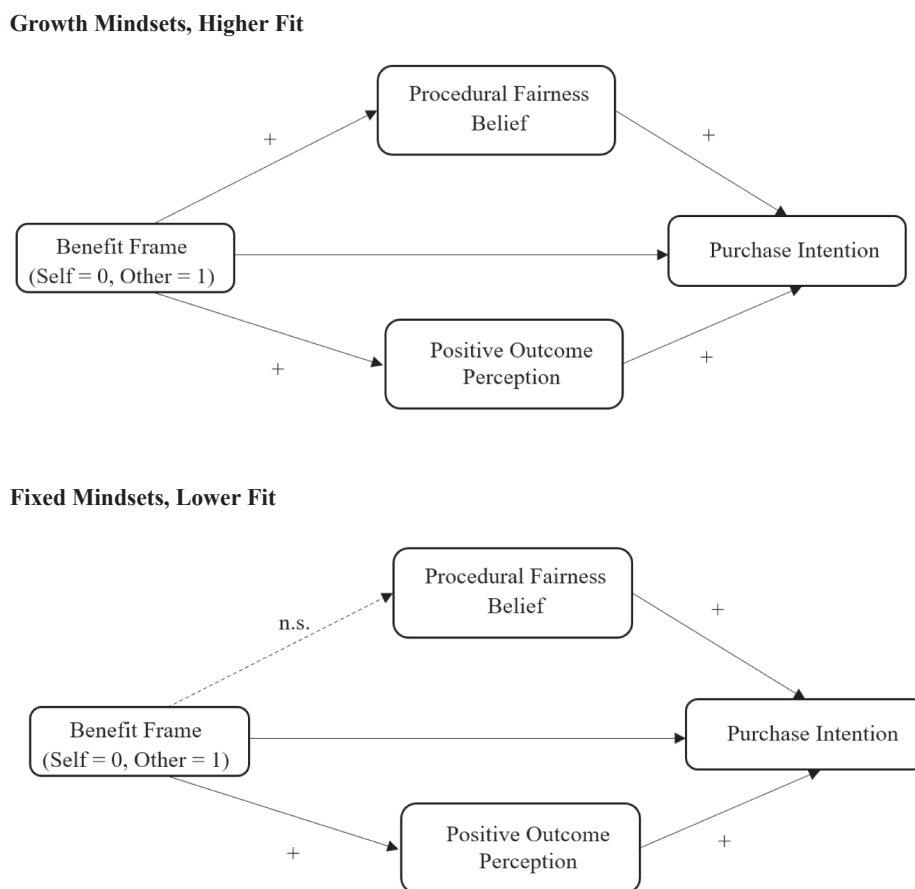 Growth Mindsets, Higher Fit
Procedural Fairness
Belief
+
+
Benefit Frame
(Self = 0, Other = 1)
Purchase Intention
Positive Outcome
Perception
+
+
Fixed Mindsets, Lower Fit
Procedural Fairness
Belief
n.s.
+
Benefit Frame
(Self = 0, Other = 1)
Purchase Intention
Positive Outcome
Perception
+
+